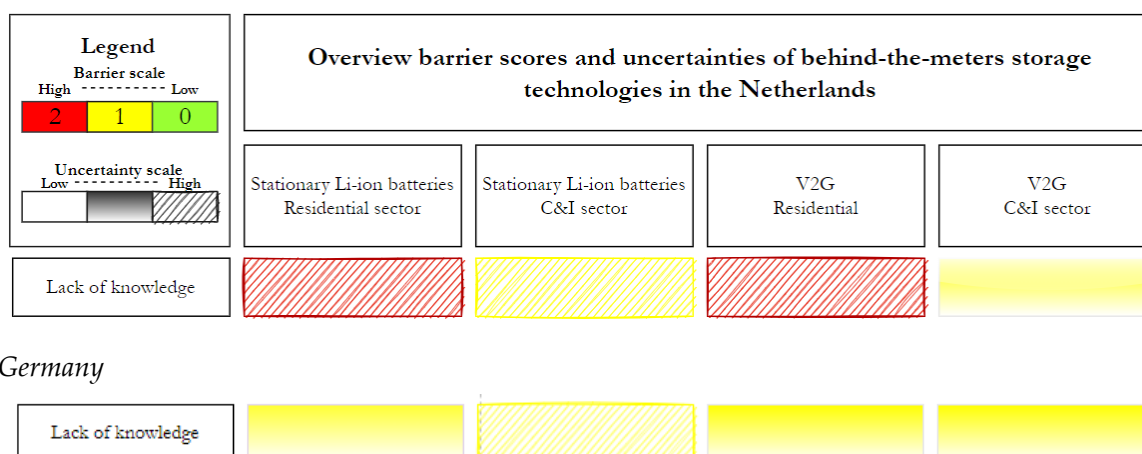 Legend
Barrier scale
High Low
2 1 0
Uncertainty scale
Low High
Overview barrier scores and uncertainties of behind-the-meters storage
technologies in the Netherlands
Stationary Li-ion batteries
Residential sector
Stationary Li-ion batteries
C&I sector
V2G
Residential
V2G
C&I sector
Lack of knowledge
Germany
Lack of knowledge